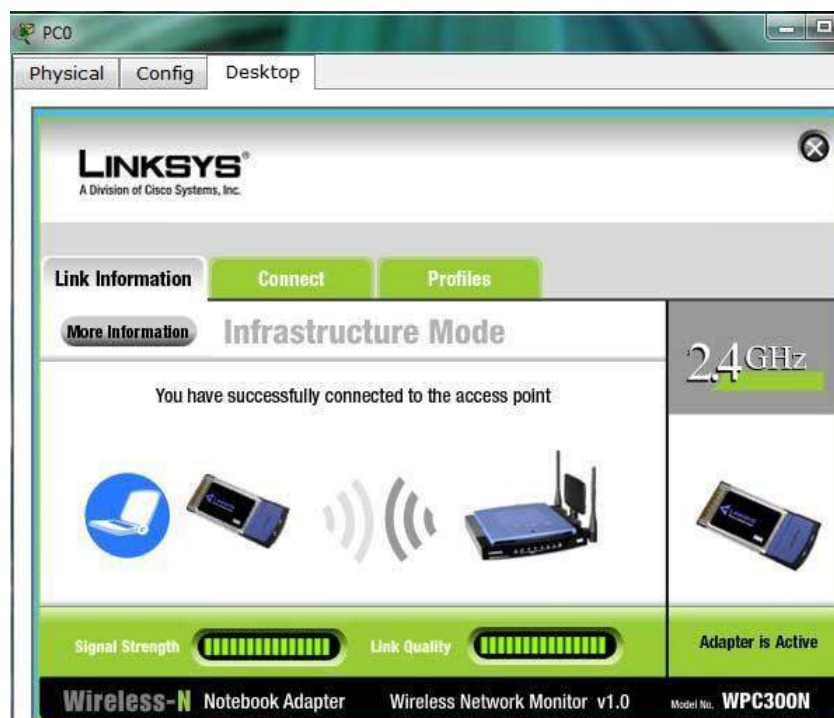 PC0
Physical Config Desktop
LINKSYS®
A Division of Cisco Systems, Inc.
Link Information Connect Profiles
More Information Infrastructure Mode
2.4GHz
You have successfully connected to the access point
Signal Strength Link Quality Adapter is Active
Wireless-N Notebook Adapter Wireless Network Monitor v1.0 Model No. WPC300N